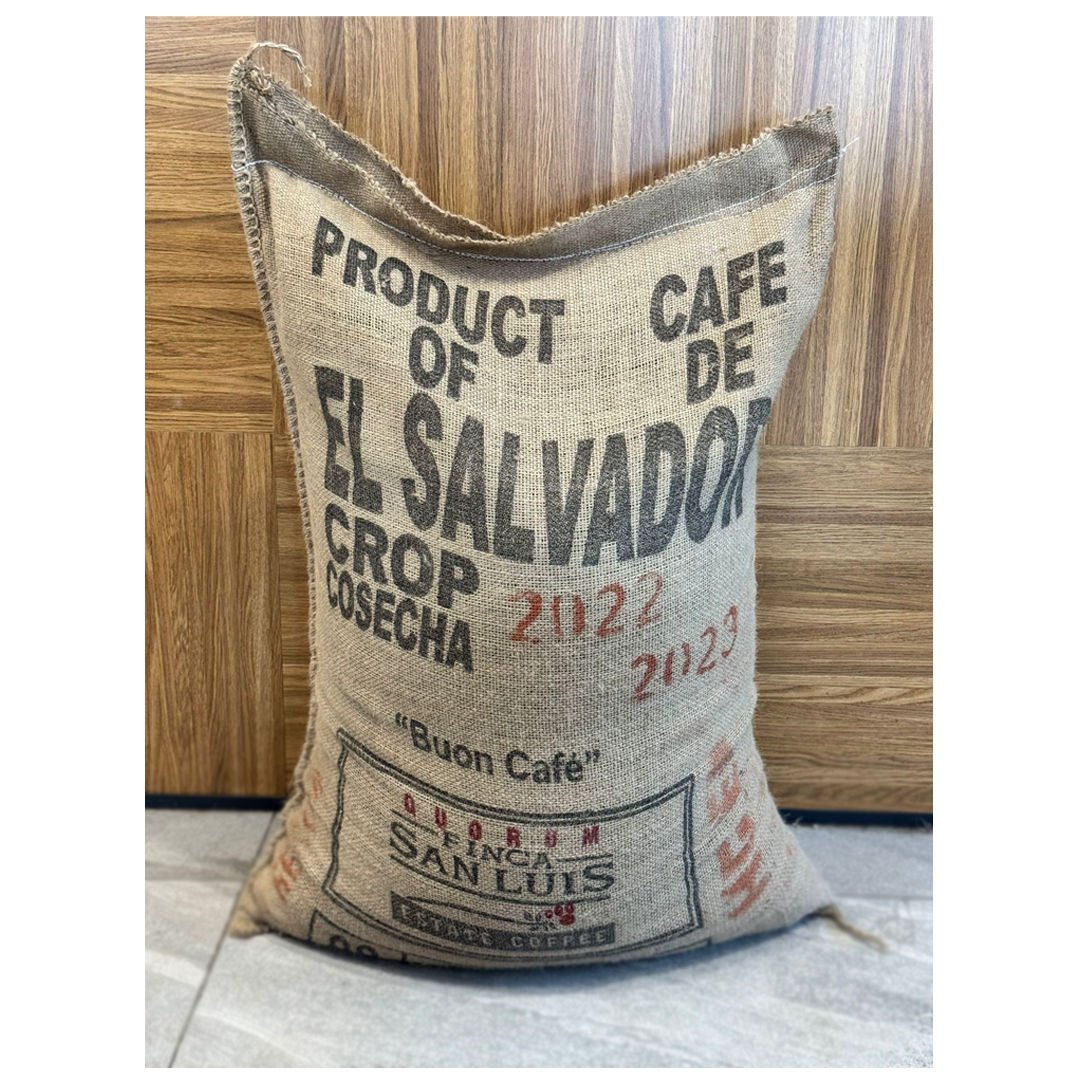 PRODUCT CAFE
OF DE
EL SALVADOR
CROP 2022
COSECHA 2023
“Buon Café”
QUORUM
FINCA
SAN LUIS
ESTATE COFFEE